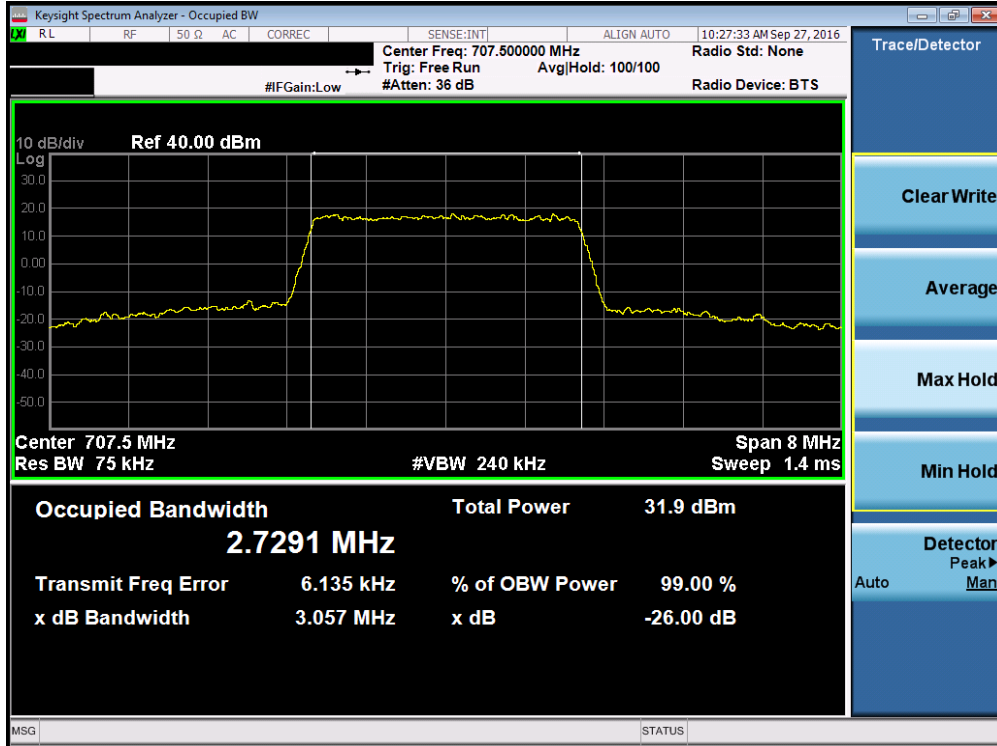 Keysight Spectrum Analyzer - Occupied BW
LXI RL RF 50 Ω AC CORREC SENSE:INT ALIGN AUTO 10:27:33 AM Sep 27, 2016
Center Freq: 707.500000 MHz Radio Std: None
Trig: Free Run Avg|Hold: 100/100
#IFGain:Low #Atten: 36 dB Radio Device: BTS
10 dB/div Ref 40.00 dBm
Log
30.0
20.0
10.0
0.00
-10.0
-20.0
-30.0
-40.0
-50.0
Center 707.5 MHz Span 8 MHz
Res BW 75 kHz #VBW 240 kHz Sweep 1.4 ms
Occupied Bandwidth Total Power 31.9 dBm
2.7291 MHz
Transmit Freq Error 6.135 kHz % of OBW Power 99.00 %
x dB Bandwidth 3.057 MHz x dB -26.00 dB
MSG STATUS
Trace/Detector
Clear Write
Average
Max Hold
Min Hold
Detector
Peak▶
Auto Man